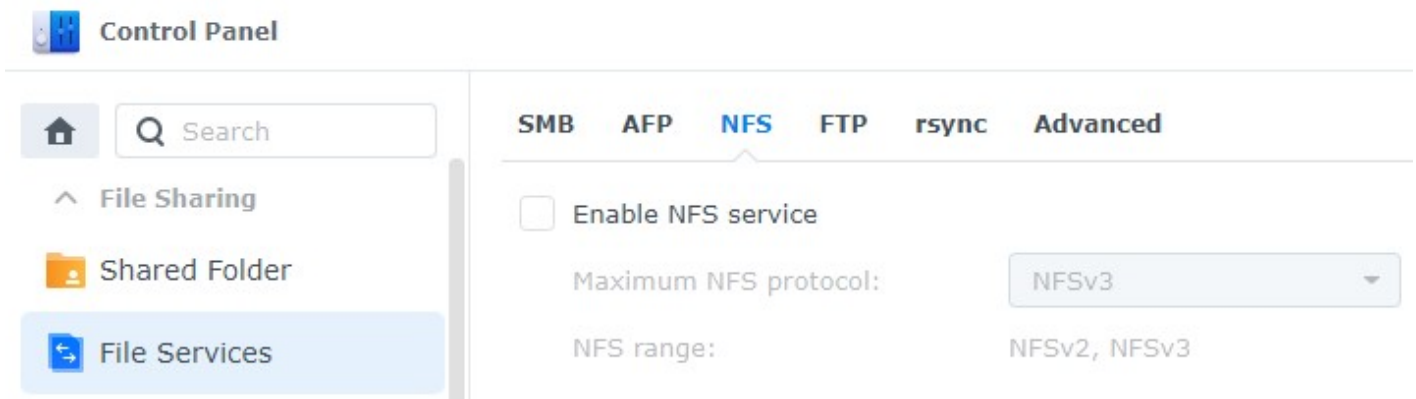 Control Panel
Search
File Sharing
Shared Folder
File Services
SMB AFP NFS FTP rsync Advanced
Enable NFS service
Maximum NFS protocol: NFSv3
NFS range: NFSv2, NFSv3